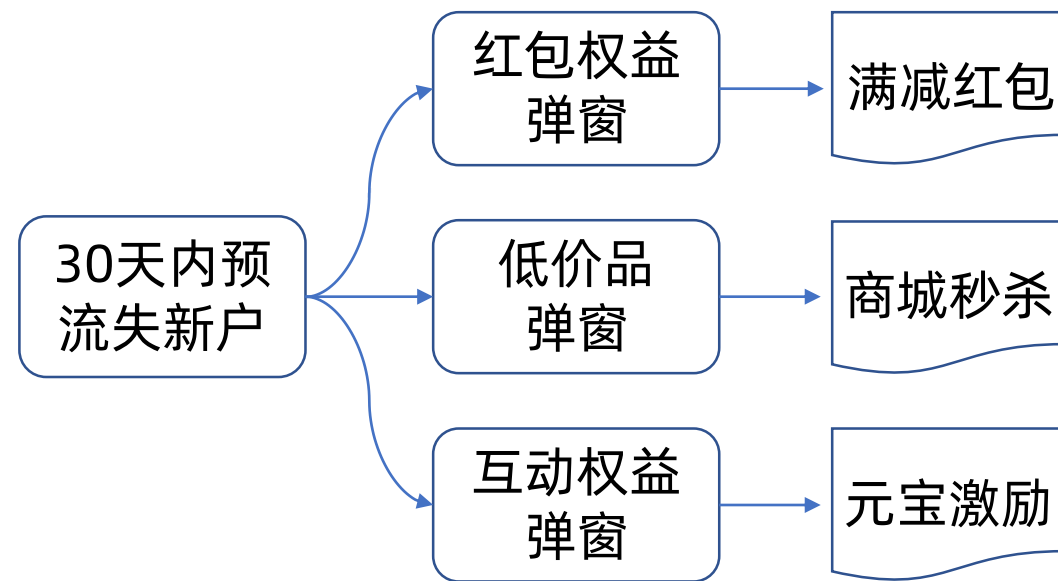 红包权益
弹窗
满减红包
30天内预
流失新户
低价品
弹窗
商城秒杀
互动权益
弹窗
元宝激励